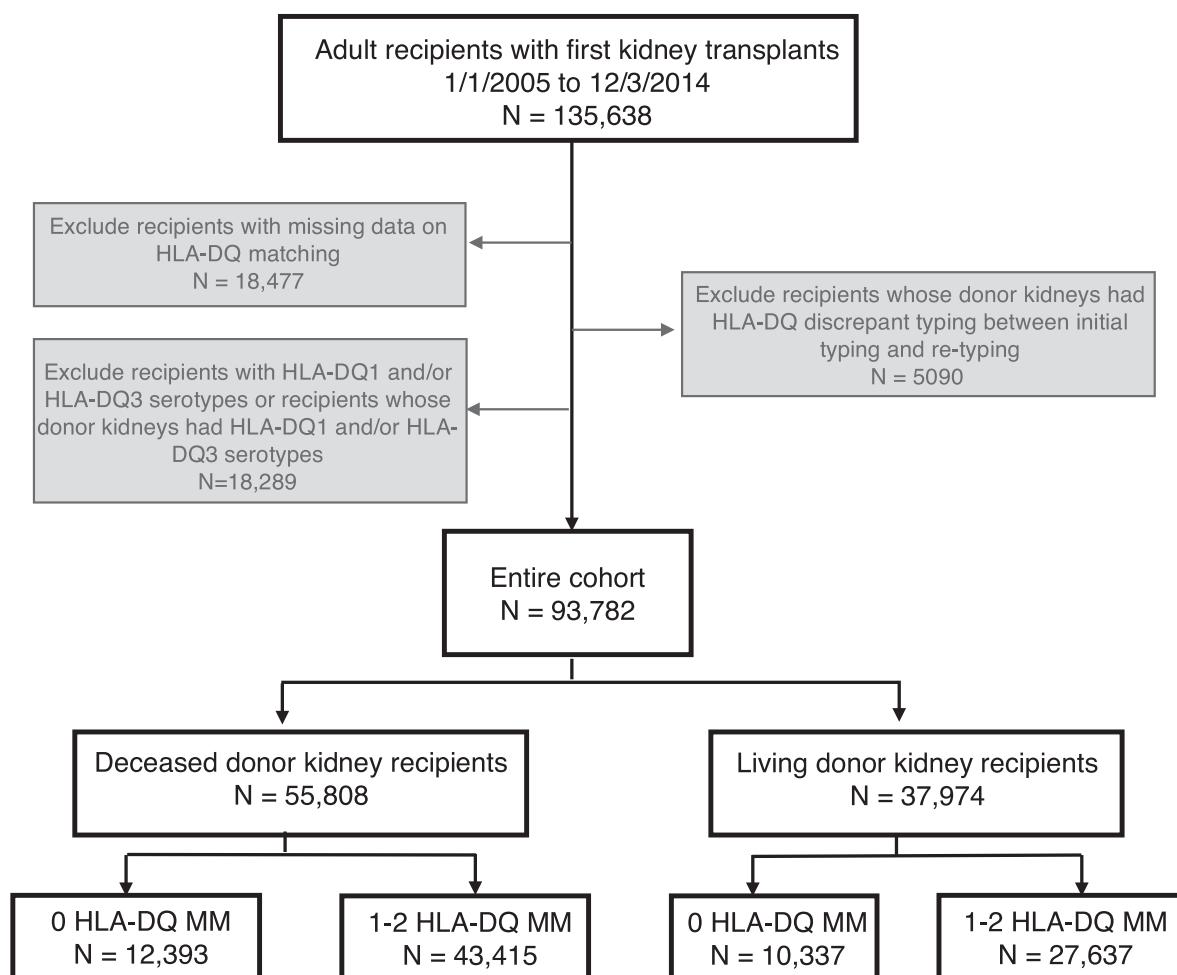 Adult recipients with first kidney transplants
1/1/2005 to 12/3/2014
N = 135,638
Exclude recipients with missing data on
HLA-DQ matching
N = 18,477
Exclude recipients whose donor kidneys had
HLA-DQ discrepant typing between initial
typing and re-typing
N = 5090
Exclude recipients with HLA-DQ1 and/or
HLA-DQ3 serotypes or recipients whose
donor kidneys had HLA-DQ1 and/or HLA-
DQ3 serotypes
N=18,289
Entire cohort
N = 93,782
Deceased donor kidney recipients
N = 55,808
Living donor kidney recipients
N = 37,974
0 HLA-DQ MM
N = 12,393
1-2 HLA-DQ MM
N = 43,415
0 HLA-DQ MM
N = 10,337
1-2 HLA-DQ MM
N = 27,637